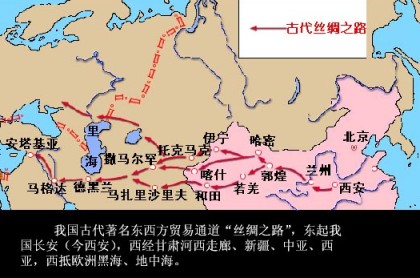 古代丝绸之路
北京
伊宁
哈密
托克马克
里海
安塔基亚
撒马尔罕
喀什
敦煌
兰州
马格达
德黑兰
马扎里沙里夫
和田
若羌
西安
我国古代著名东西方贸易通道“丝绸之路”，东起我
国长安（今西安），西经甘肃河西走廊、新疆、中亚、西
亚，西抵欧洲黑海、地中海。